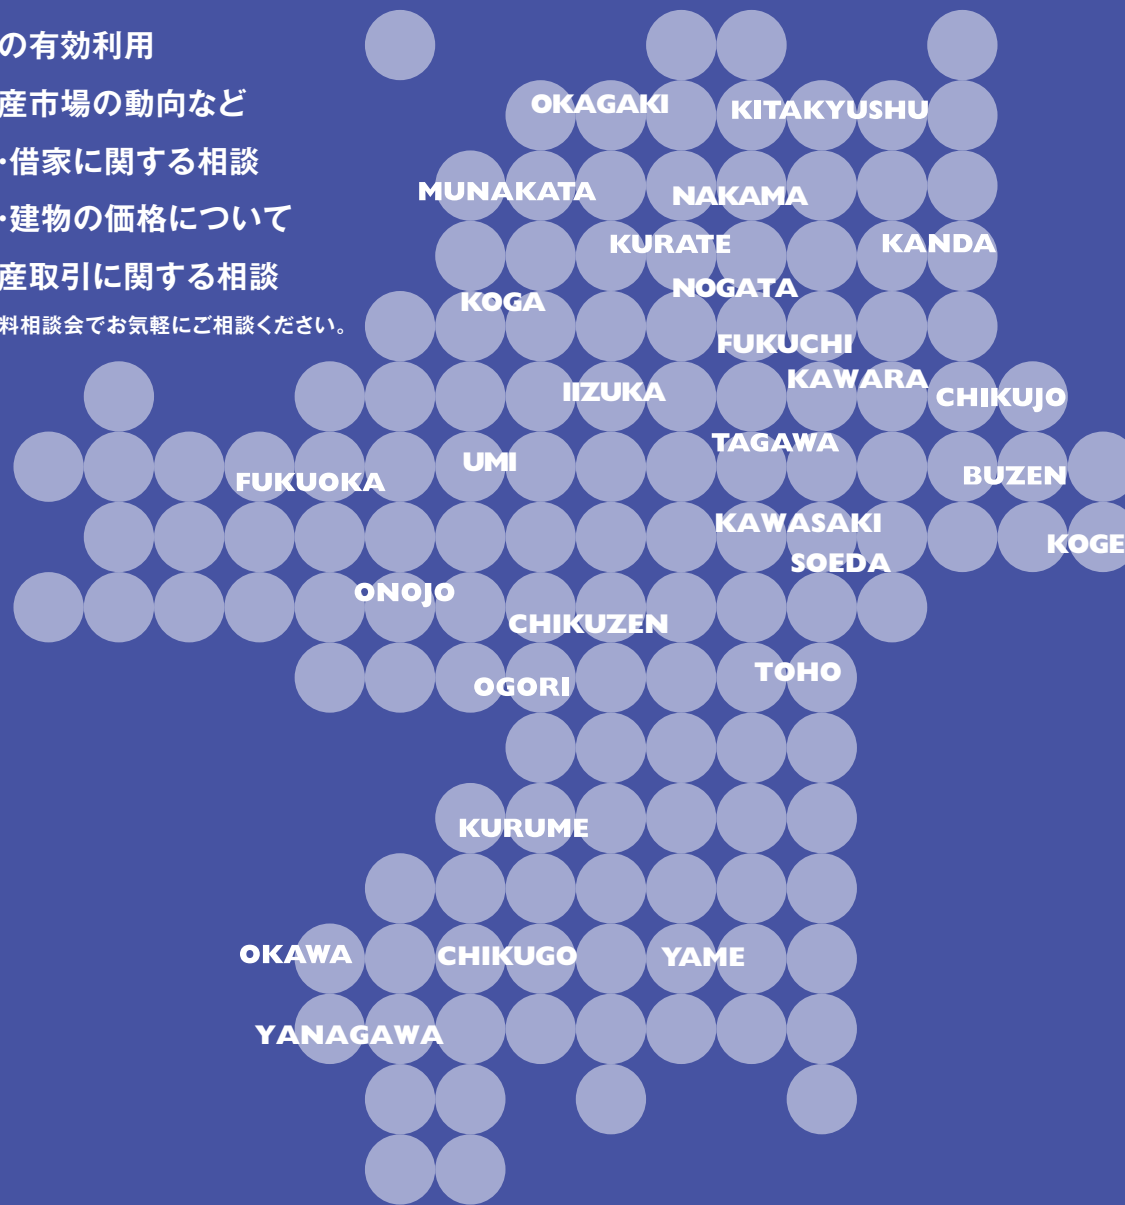 の有効利用
産市場の動向など
・借家に関する相談
・建物の価格について
産取引に関する相談
料相談会でお気軽にご相談ください。
OKAGAKI
KITAKYUSHU
MUNAKATA
NAKAMA
KURATE
KANDA
NOGATA
KOGA
FUKUCHI
KAWARA
IIZUKA
CHIKUJO
TAGAWA
UMI
BUZEN
FUKUOKA
KAWASAKI
KOGE
SOEDA
ONOJO
CHIKUZEN
TOHO
OGORI
KURUME
OKAWA
CHIKUGO
YAME
YANAGAWA